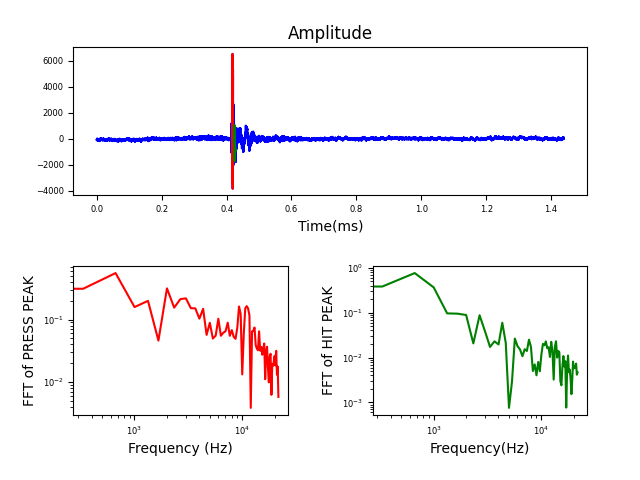 Amplitude
6000
4000
2000
0
−2000
−4000
0.0 0.2 0.4 0.6 0.8 1.0 1.2 1.4
Time(ms)
FFT of PRESS PEAK
10⁻¹
10⁻²
10³ 10⁴
Frequency (Hz)
FFT of HIT PEAK
10⁰
10⁻¹
10⁻²
10⁻³
10³ 10⁴
Frequency(Hz)